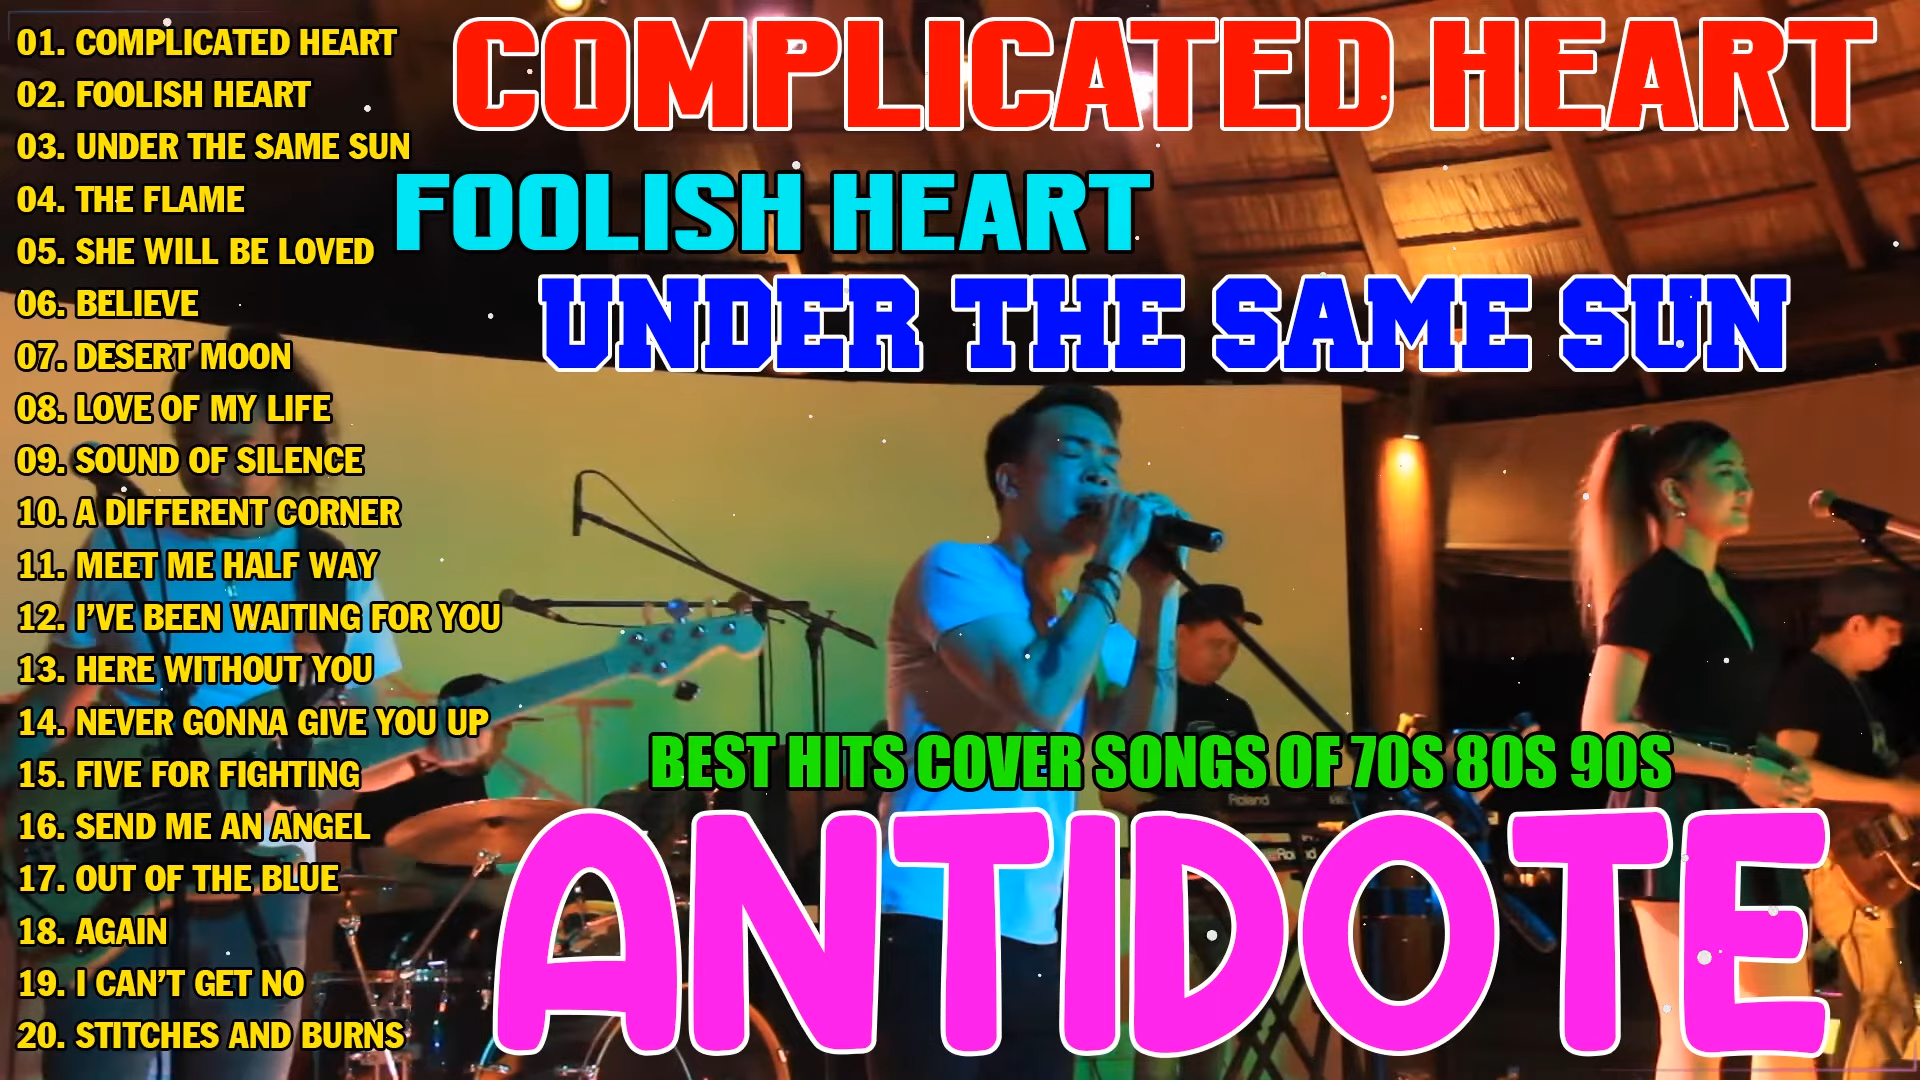 01. COMPLICATED HEART
02. FOOLISH HEART
03. UNDER THE SAME SUN
04. THE FLAME
05. SHE WILL BE LOVED
06. BELIEVE
07. DESERT MOON
08. LOVE OF MY LIFE
09. SOUND OF SILENCE
10. A DIFFERENT CORNER
11. MEET ME HALF WAY
12. I'VE BEEN WAITING FOR YOU
13. HERE WITHOUT YOU
14. NEVER GONNA GIVE YOU UP
15. FIVE FOR FIGHTING
16. SEND ME AN ANGEL
17. OUT OF THE BLUE
18. AGAIN
19. I CAN'T GET NO
20. STITCHES AND BURNS
COMPLICATED HEART
FOOLISH HEART
UNDER THE SAME SUN
BEST HITS COVER SONGS OF 70S 80S 90S
Roland
ANTIDOTE